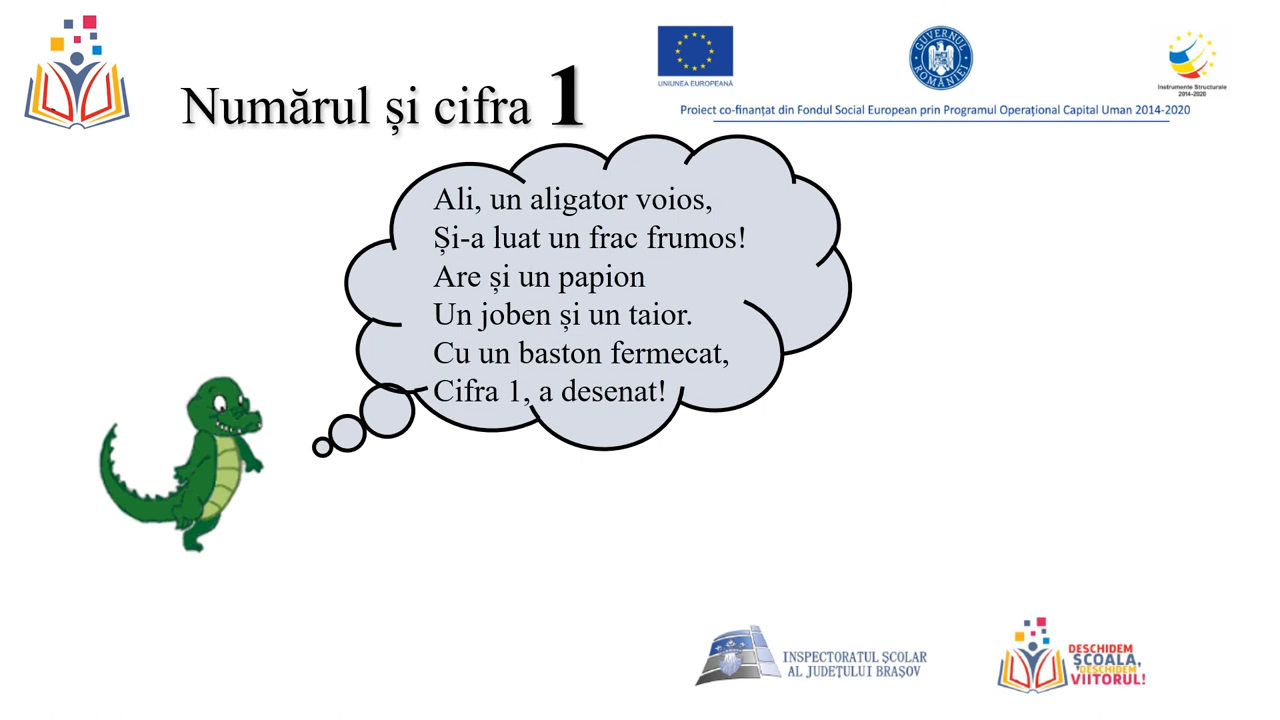 Numărul și cifra 1
UNIUNEA EUROPEANĂ
GUVERNUL ROMÂNIEI
Instrumente Structurale
2014-2020
Proiect co-finanțat din Fondul Social European prin Programul Operațional Capital Uman 2014-2020
Ali, un aligator voios,
Și-a luat un frac frumos!
Are și un papion
Un joben și un taior.
Cu un baston fermecat,
Cifra 1, a desenat!
INSPECTORATUL ȘCOLAR
AL JUDEȚULUI BRAȘOV
DESCHIDEM
ȘCOALA,
DESCHIDEM
VIITORUL!